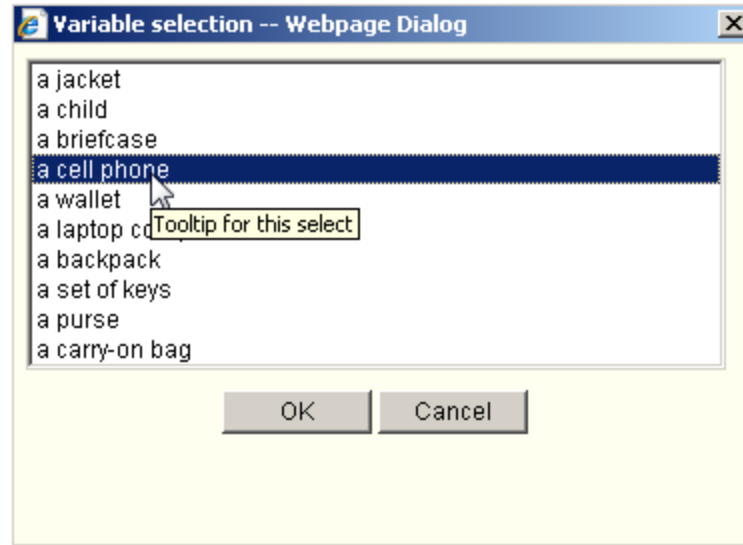 Variable selection -- Webpage Dialog
a jacket
a child
a briefcase
a cell phone
a wallet
Tooltip for this select
a laptop
a backpack
a set of keys
a purse
a carry-on bag
OK Cancel